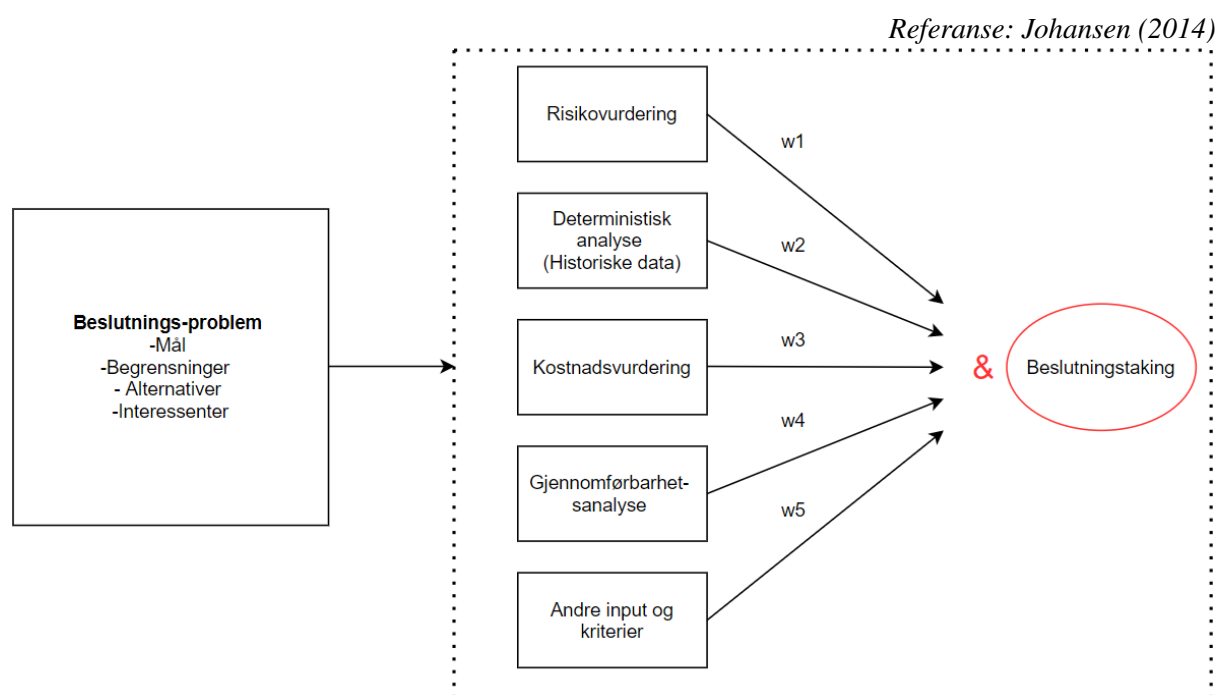 Referanse: Johansen (2014)
Beslutnings-problem
-Mål
-Begrensninger
- Alternativer
-Interessenter
Risikovurdering
Deterministisk
analyse
(Historiske data)
Kostnadsvurdering
Gjennomførbarhet-
sanalyse
Andre input og
kriterier
w1
w2
w3
w4
w5
&
Beslutningstaking